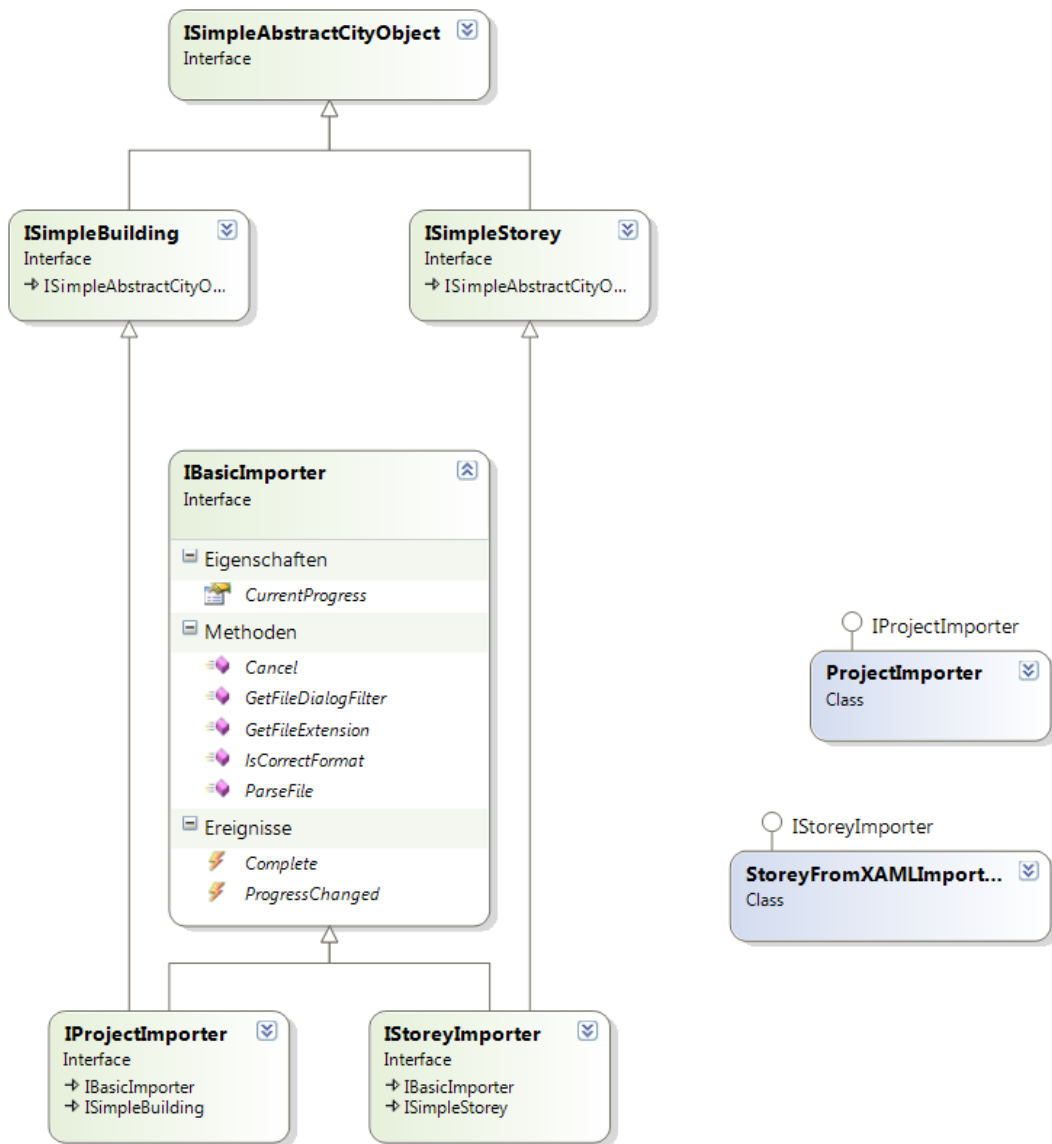 ISimpleAbstractCityObject
Interface
ISimpleBuilding
Interface
ISimpleAbstractCityO...
ISimpleStorey
Interface
ISimpleAbstractCityO...
IBasicImporter
Interface
Eigenschaften
CurrentProgress
Methoden
Cancel
GetFileDialogFilter
GetFileExtension
IsCorrectFormat
ParseFile
Ereignisse
Complete
ProgressChanged
IProjectImporter
Interface
IBasicImporter
ISimpleBuilding
IStoreyImporter
Interface
IBasicImporter
ISimpleStorey
IProjectImporter
ProjectImporter
Class
IStoreyImporter
StoreyFromXAMLImport...
Class